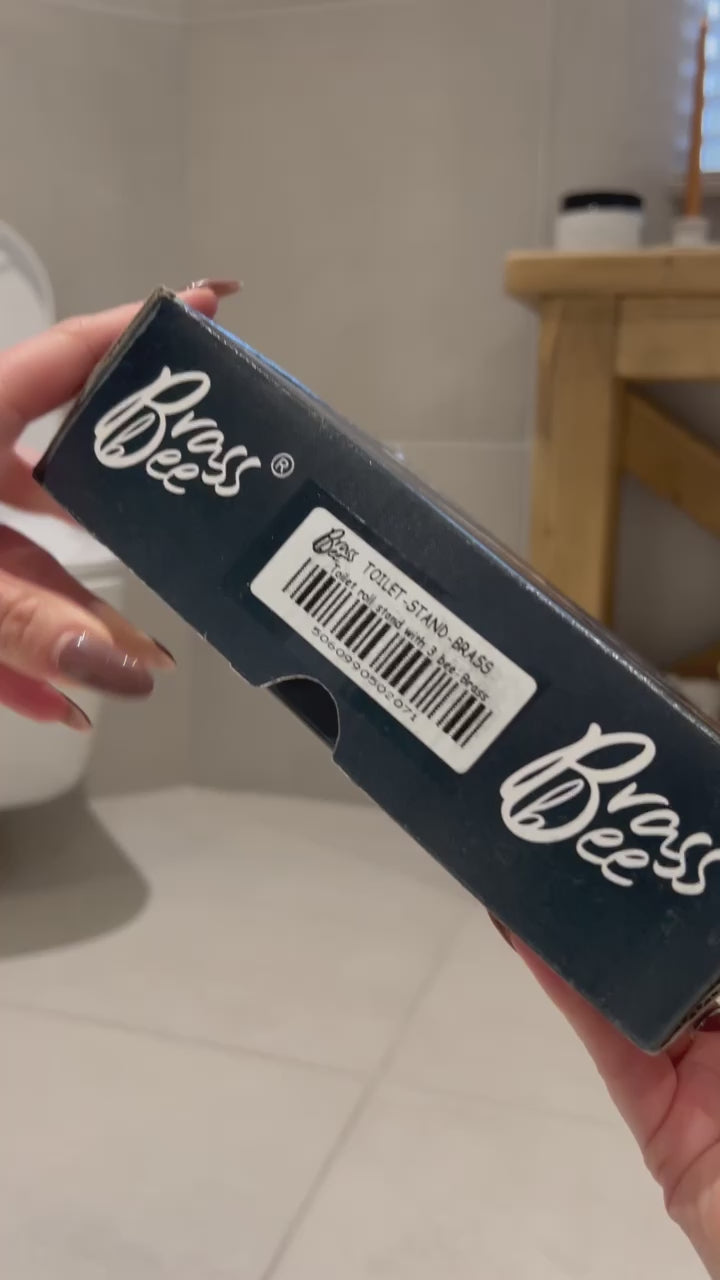 Brass
Bee ®
Brass
Bee
TOILET-STAND-BRASS
Toilet roll stand with 3 bee-Brass
5060990502071
Brass
Bee